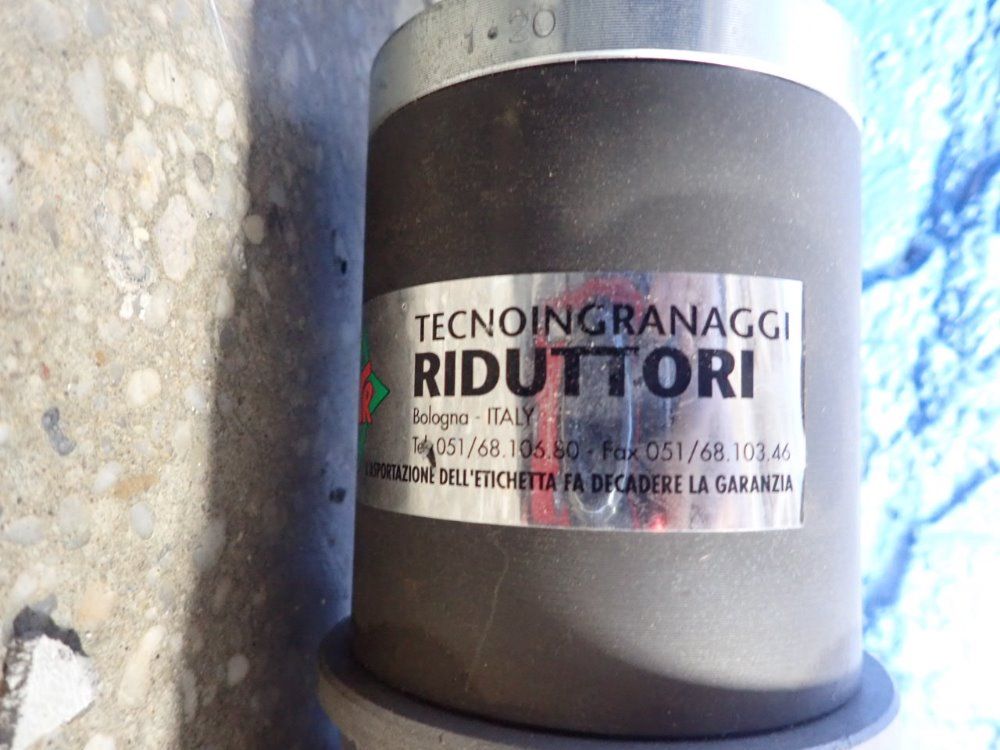 1·20
TECNOINGRANAGGI
RIDUTTORI
Bologna - ITALY
Tel. 051/68.106.80 - Fax 051/68.103.46
DELL'ETICHETTA FA DECADERE LA GARANZIA